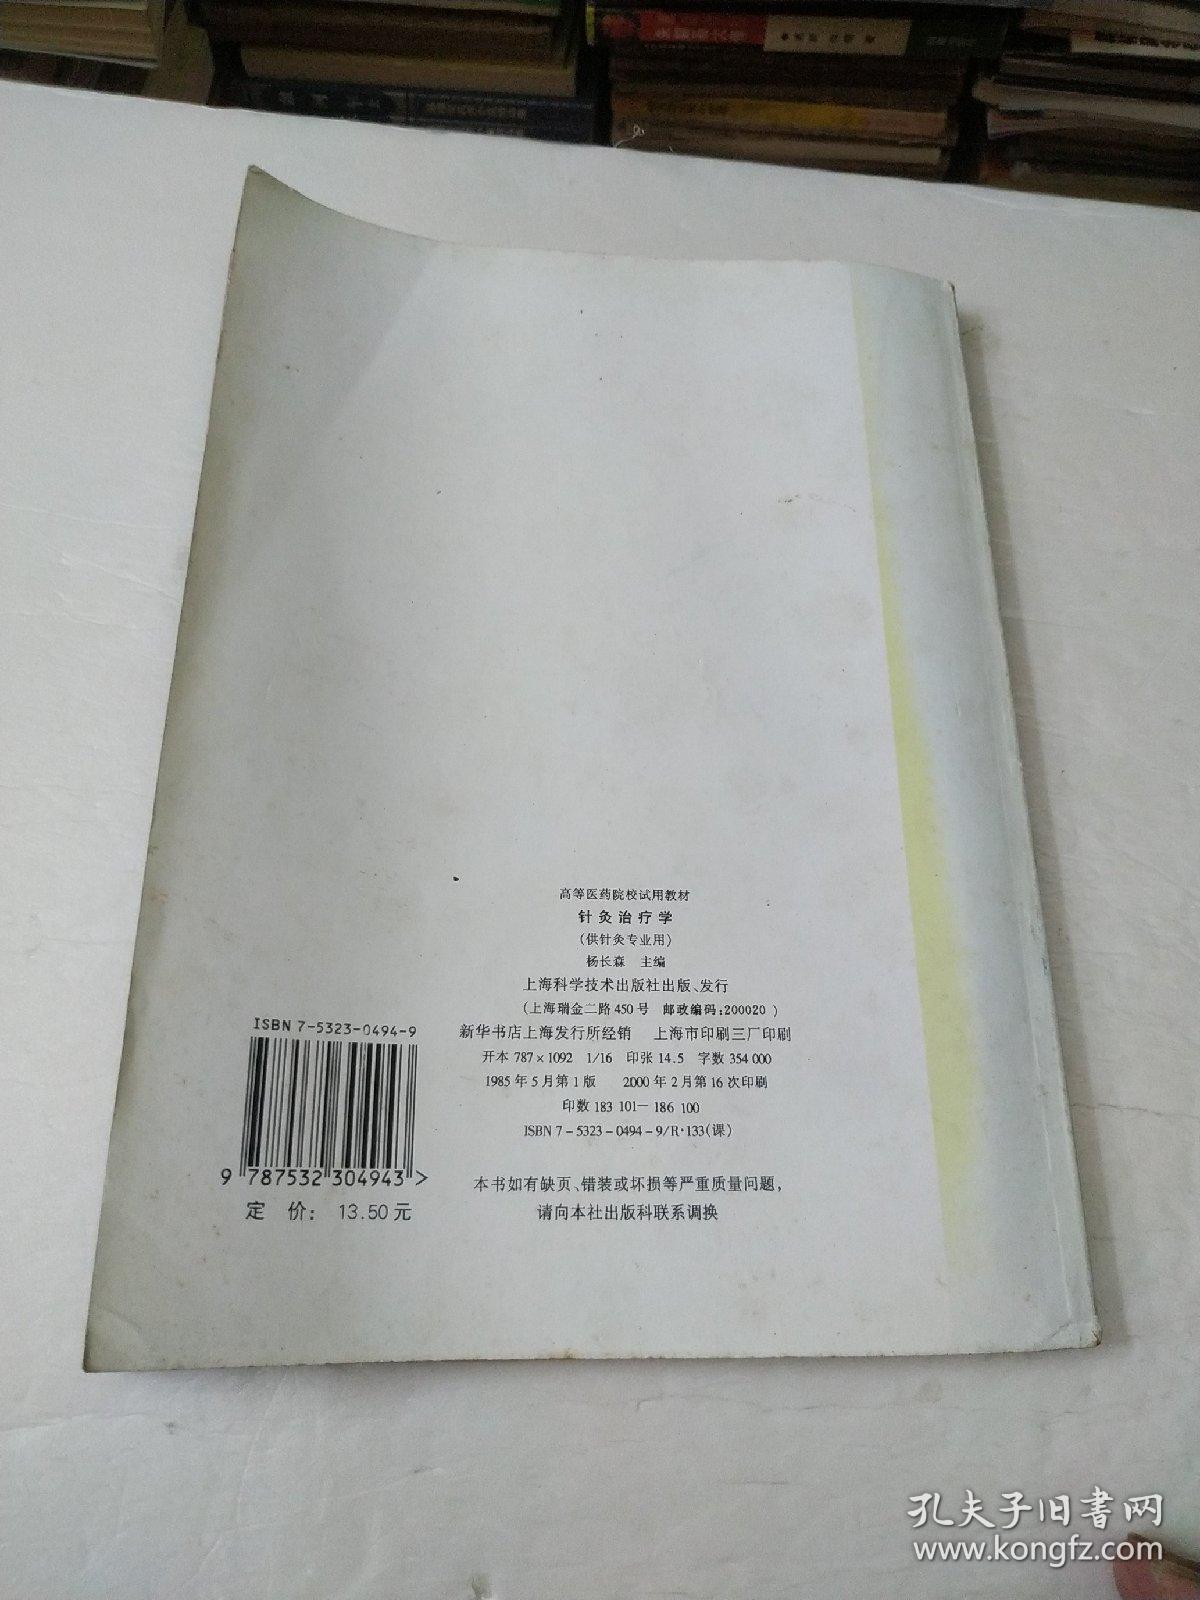 高等医药院校试用教材
针灸治疗学
(供针灸专业用)
杨长森 主编
上海科学技术出版社出版、发行
(上海瑞金二路450号 邮政编码:200020)
新华书店上海发行所经销 上海市印刷三厂印刷
开本 787×1092 1/16 印张 14.5 字数 354 000
1985年5月第1版 2000年2月第16次印刷
印数 183 101—186 100
ISBN 7-5323-0494-9/R·133(课)
本书如有缺页、错装或坏损等严重质量问题,
请向本社出版科联系调换
ISBN 7-5323-0494-9
9 787532 304943 >
定 价: 13.50元
孔夫子旧书网
www.kongfz.com